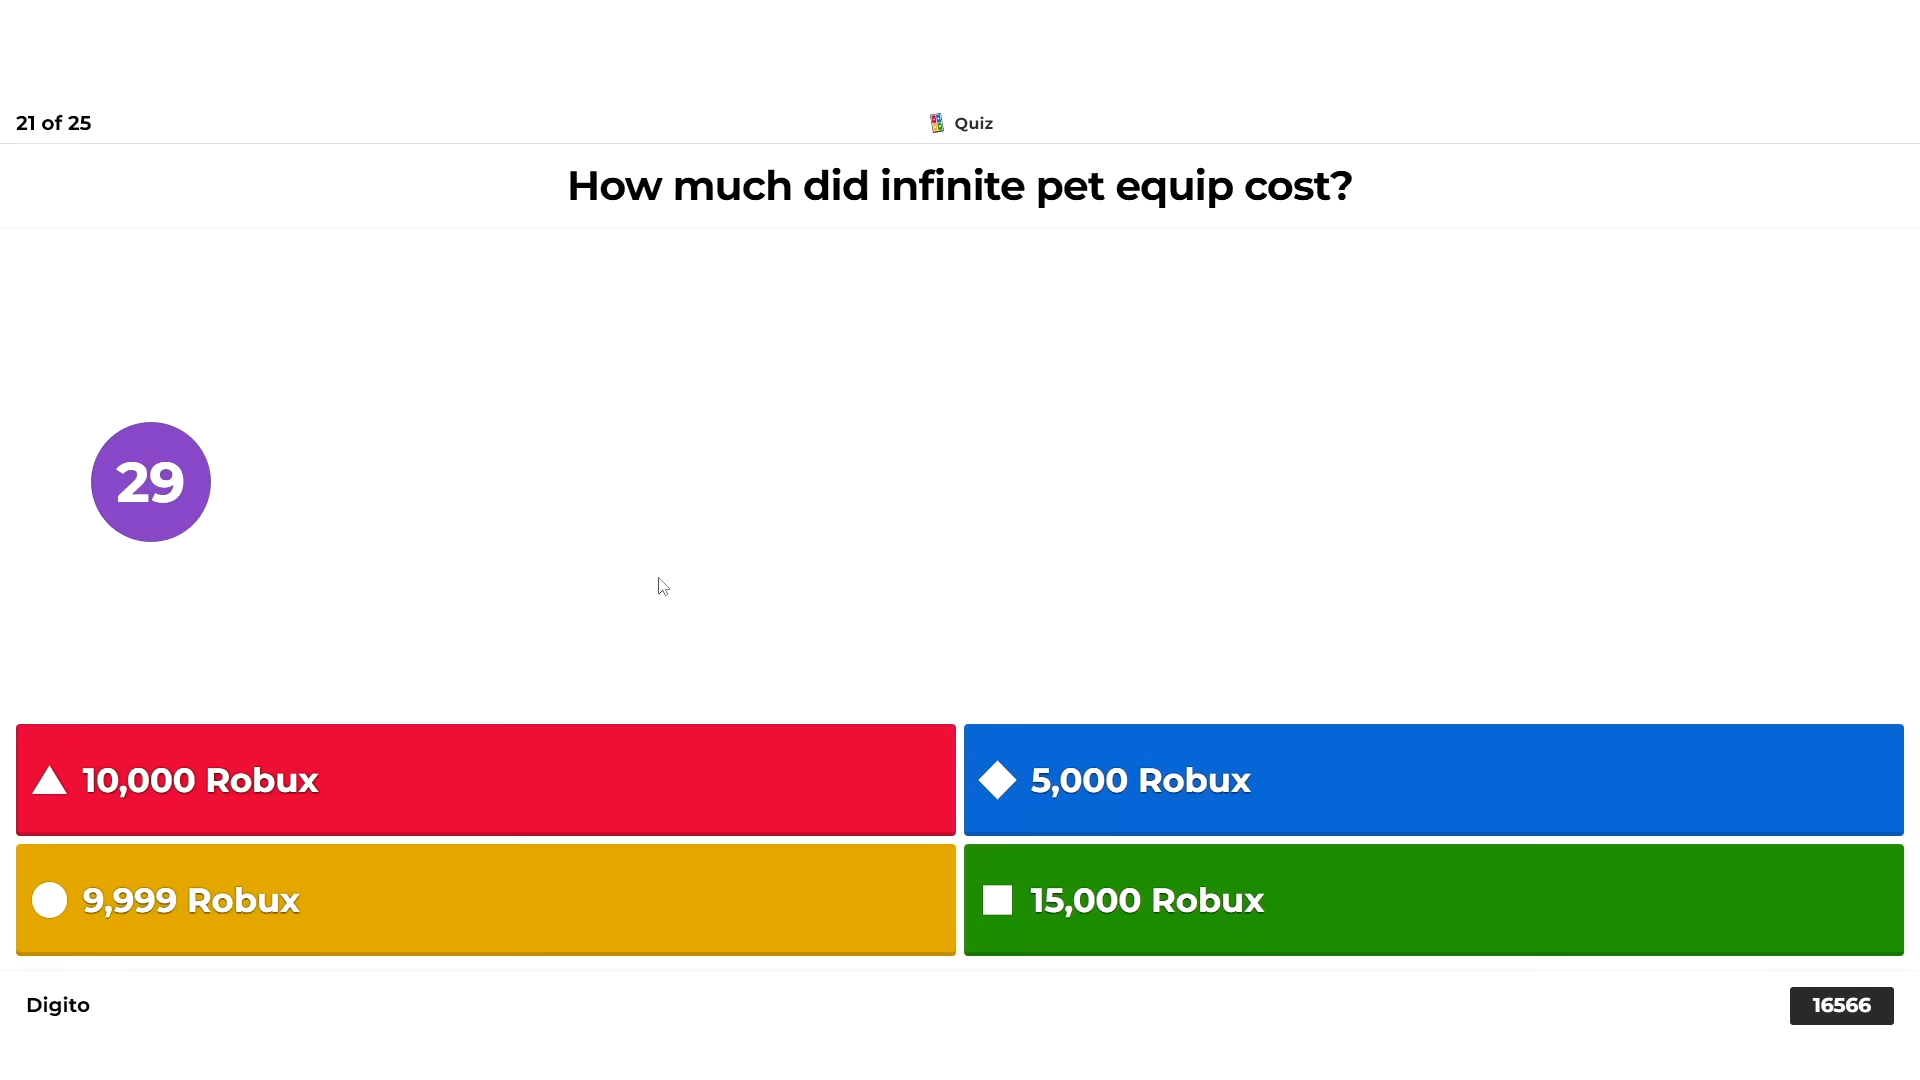 21 of 25
Quiz
How much did infinite pet equip cost?
29
10,000 Robux
5,000 Robux
9,999 Robux
15,000 Robux
Digito
16566